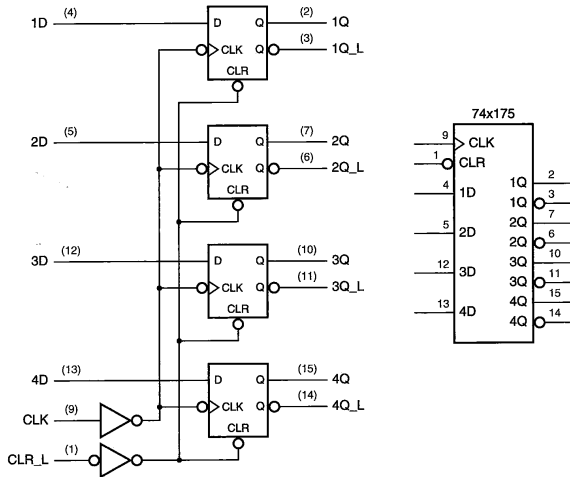 1D (4) D Q (2) 1Q
CLK Q (3) 1Q_L
CLR
2D (5) D Q (7) 2Q
CLK Q (6) 2Q_L
CLR
3D (12) D Q (10) 3Q
CLK Q (11) 3Q_L
CLR
4D (13) D Q (15) 4Q
CLK Q (14) 4Q_L
CLR
CLK (9)
CLR_L (1)
74x175
9 CLK
1 CLR
4 1D
1Q 2
1Q 3
5 2D
2Q 7
2Q 6
12 3D
3Q 10
3Q 11
13 4D
4Q 15
4Q 14